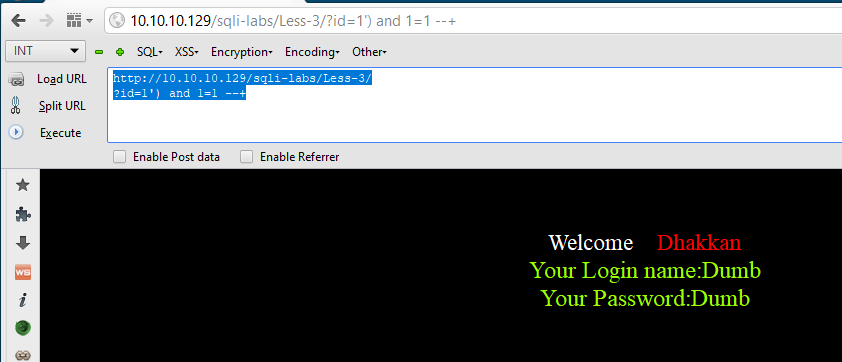 10.10.10.129/sqli-labs/Less-3/?id=1') and 1=1 --+
INT SQL XSS Encryption Encoding Other
Load URL
http://10.10.10.129/sqli-labs/Less-3/
?id=1') and 1=1 --+
Split URL
Execute
Enable Post data Enable Referrer
Welcome Dhakkan
Your Login name:Dumb
Your Password:Dumb
WS
i